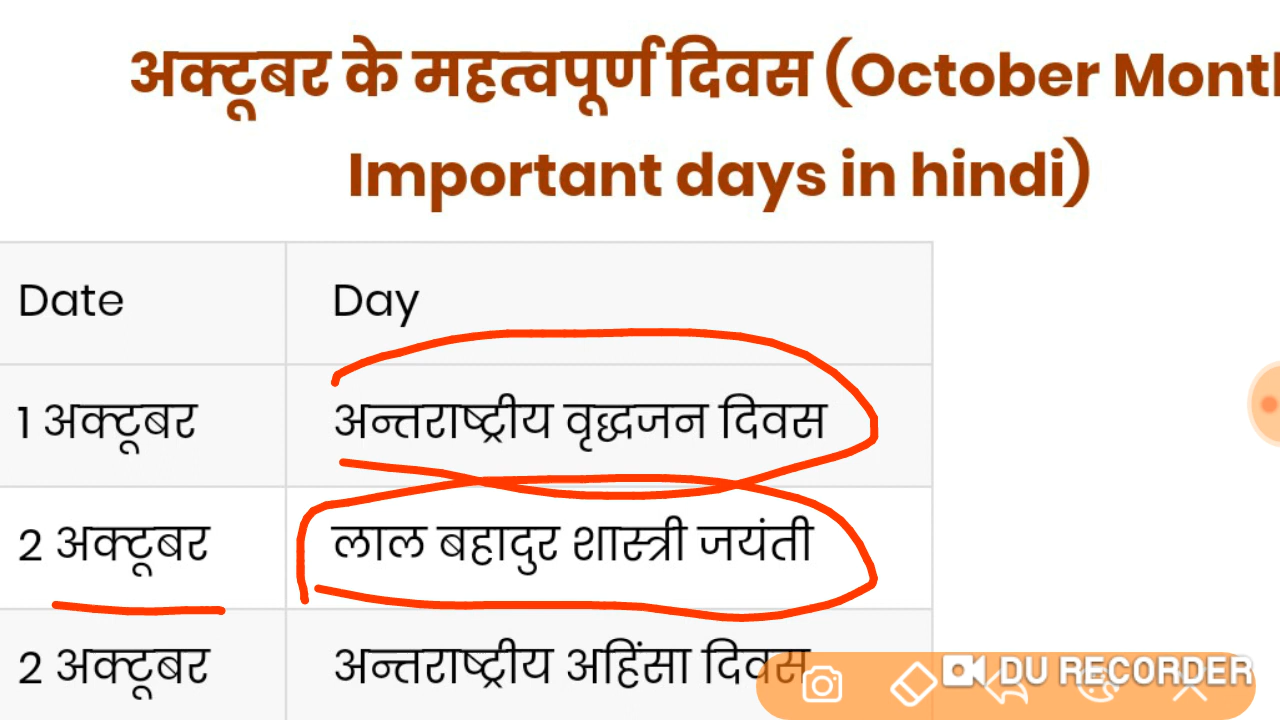 अक्टूबर के महत्वपूर्ण दिवस (October Month
Important days in hindi)
Date Day
1 अक्टूबर अन्तराष्ट्रीय वृद्धजन दिवस
2 अक्टूबर लाल बहादुर शास्त्री जयंती
2 अक्टूबर अन्तराष्ट्रीय अहिंसा दिवस
DU RECORDER